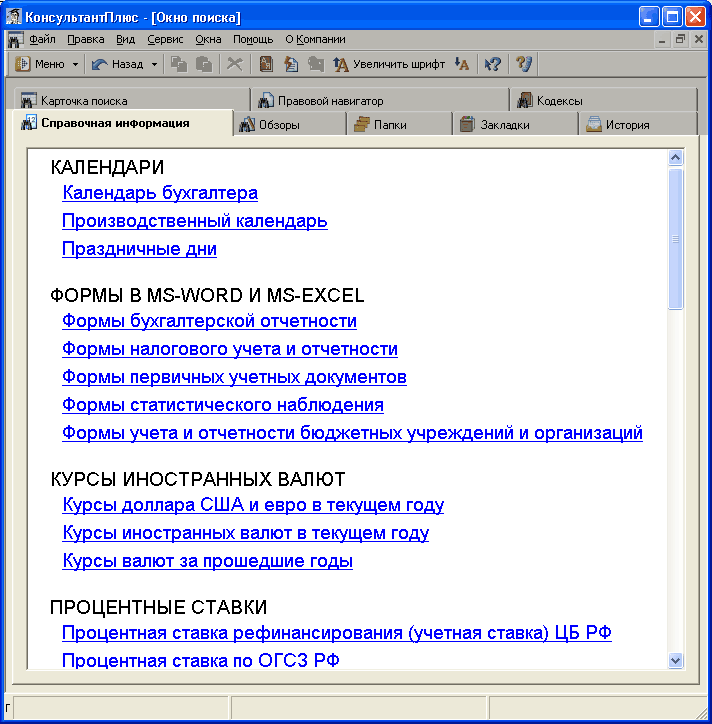 КонсультантПлюс - [Окно поиска]
Файл Правка Вид Сервис Окна Помощь О Компании
Меню Назад Увеличить шрифт
Карточка поиска Правовой навигатор Кодексы
Справочная информация Обзоры Папки Закладки История
КАЛЕНДАРИ
Календарь бухгалтера
Производственный календарь
Праздничные дни
ФОРМЫ В MS-WORD И MS-EXCEL
Формы бухгалтерской отчетности
Формы налогового учета и отчетности
Формы первичных учетных документов
Формы статистического наблюдения
Формы учета и отчетности бюджетных учреждений и организаций
КУРСЫ ИНОСТРАННЫХ ВАЛЮТ
Курсы доллара США и евро в текущем году
Курсы иностранных валют в текущем году
Курсы валют за прошедшие годы
ПРОЦЕНТНЫЕ СТАВКИ
Процентная ставка рефинансирования (учетная ставка) ЦБ РФ
Процентная ставка по ОГСЗ РФ